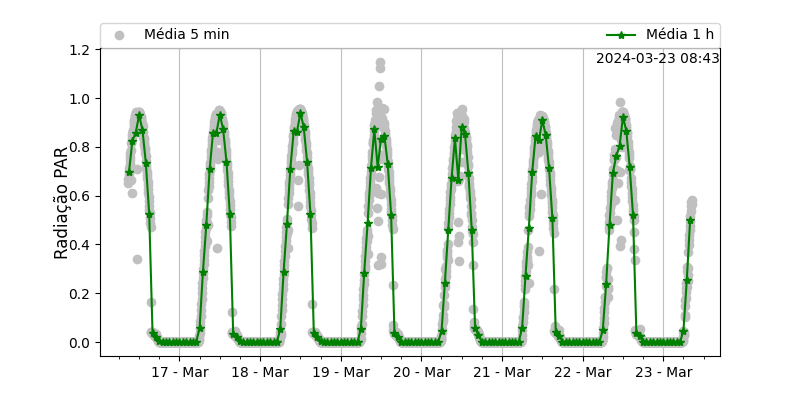 Média 5 min
Média 1 h
2024-03-23 08:43
Radiação PAR
1.2
1.0
0.8
0.6
0.4
0.2
0.0
17 - Mar
18 - Mar
19 - Mar
20 - Mar
21 - Mar
22 - Mar
23 - Mar